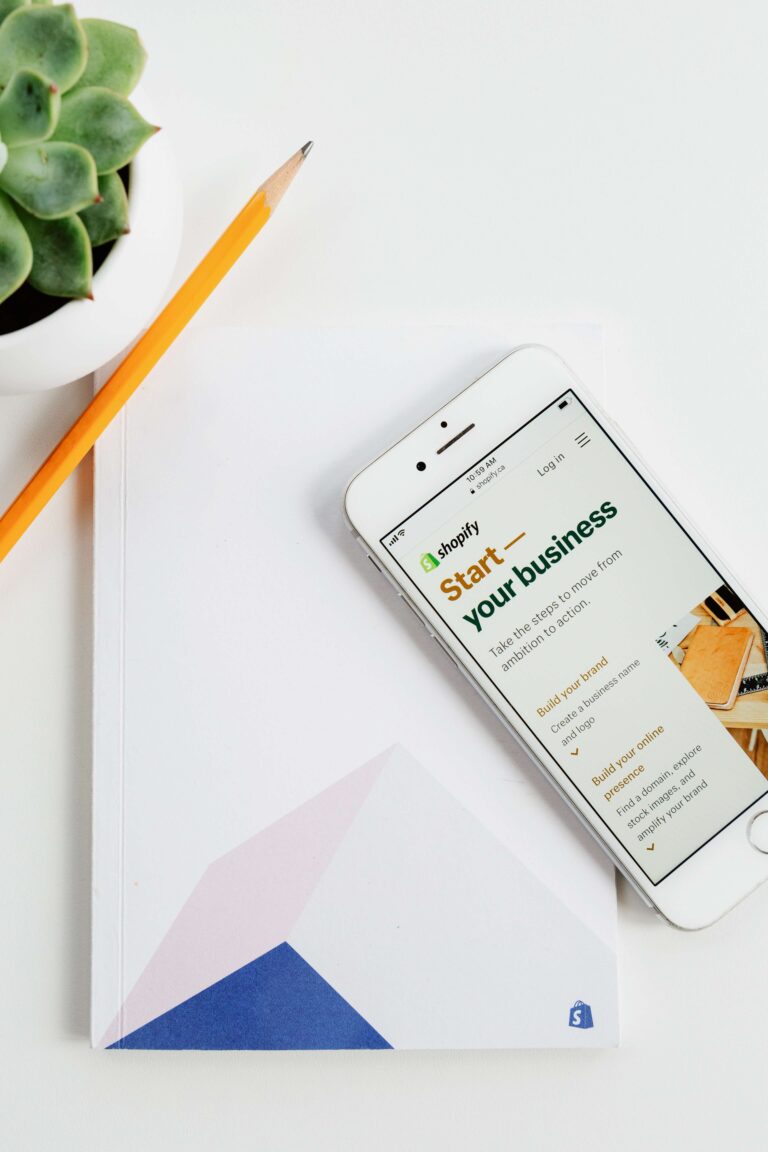 10:59 AM
shopify.ca
Log in
shopify
Start —
your business
Take the steps to move from
ambition to action.
Build your brand
Create a business name
and logo
Build your online
presence
Find a domain, explore
stock images, and
amplify your brand
S